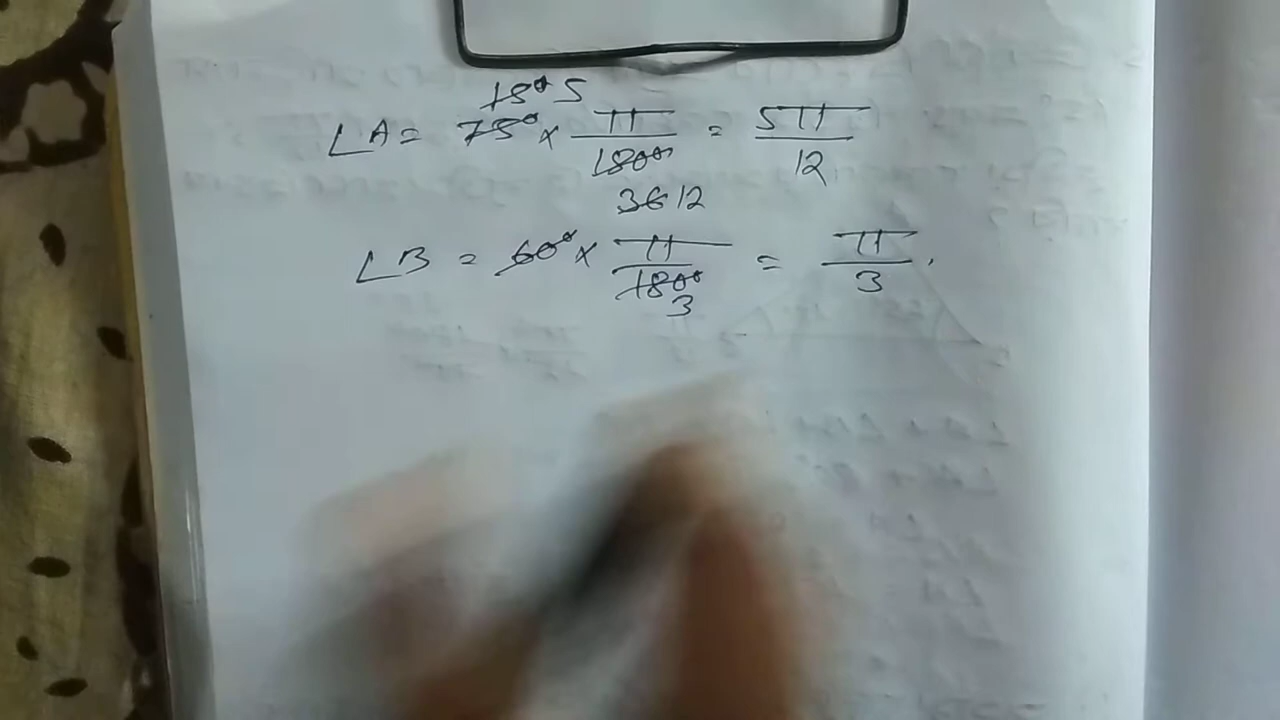 15° 5
∠A = 75° × π/180° = 5π/12
36 12
∠B = 60° × π/180° = π/3.
3